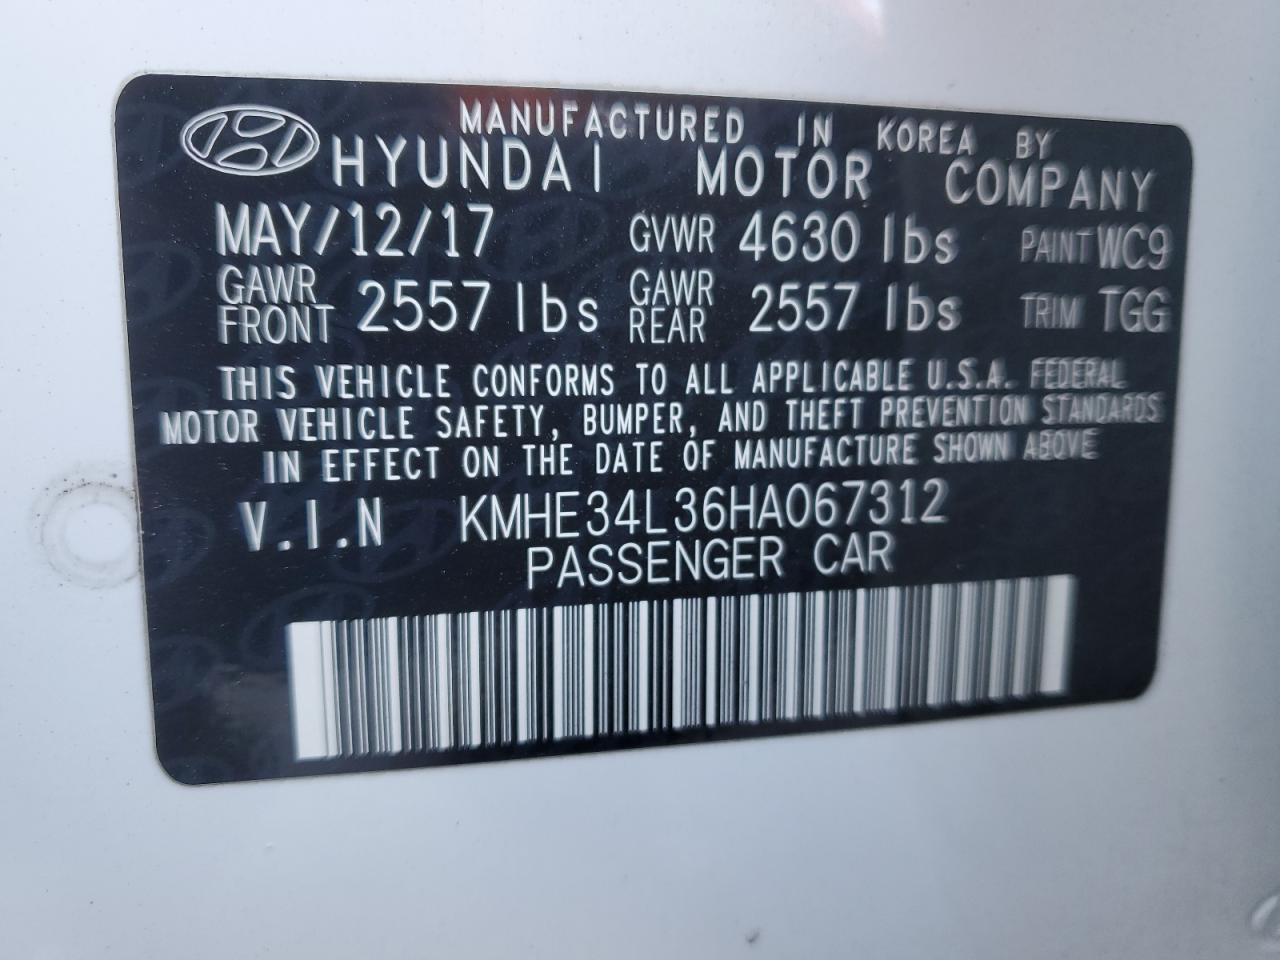 MANUFACTURED IN KOREA BY
HYUNDAI MOTOR COMPANY
MAY/12/17 GVWR 4630 lbs PAINT WC9
GAWR FRONT 2557 lbs GAWR REAR 2557 lbs TRIM TGG
THIS VEHICLE CONFORMS TO ALL APPLICABLE U.S.A. FEDERAL
MOTOR VEHICLE SAFETY, BUMPER, AND THEFT PREVENTION STANDARDS
IN EFFECT ON THE DATE OF MANUFACTURE SHOWN ABOVE
V.I.N KMHE34L36HA067312
PASSENGER CAR